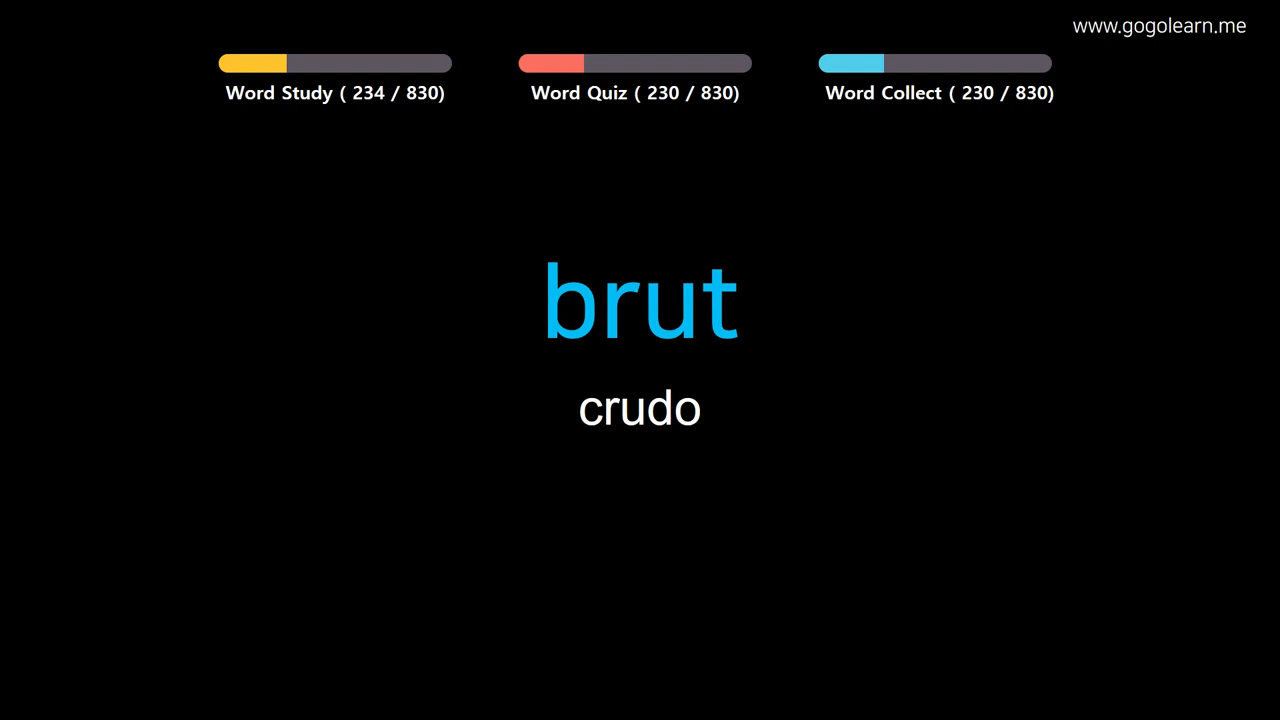 www.gogolearn.me
Word Study ( 234 / 830)
Word Quiz ( 230 / 830)
Word Collect ( 230 / 830)
brut
crudo